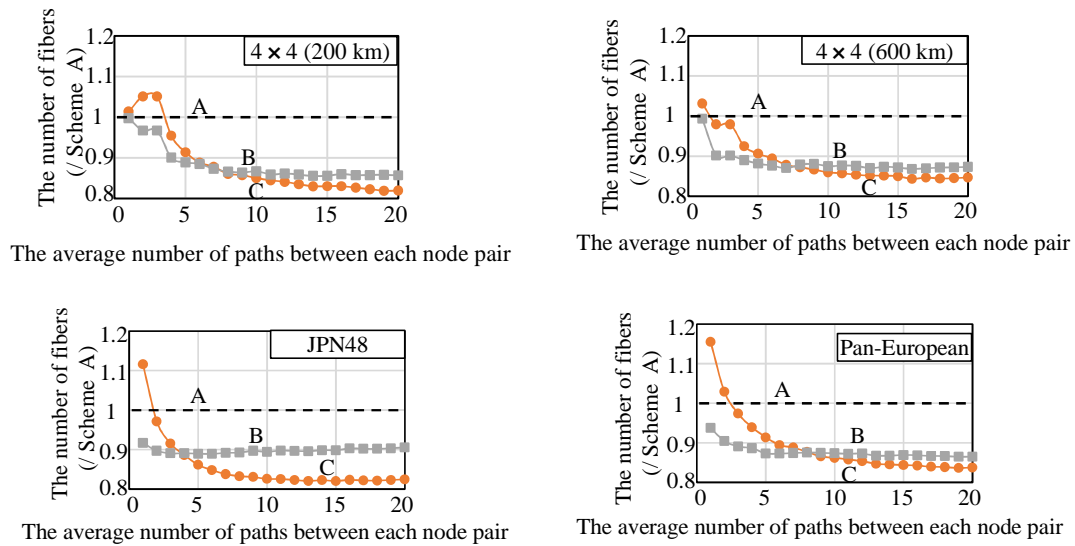 The number of fibers
(/ Scheme A)
1.2
1.1
1
0.9
0.8
4 × 4 (200 km)
A
B
C
0 5 10 15 20
The average number of paths between each node pair
The number of fibers
(/ Scheme A)
1.2
1.1
1
0.9
0.8
4 × 4 (600 km)
A
B
C
0 5 10 15 20
The average number of paths between each node pair
The number of fibers
(/ Scheme A)
1.2
1.1
1
0.9
0.8
JPN48
A
B
C
0 5 10 15 20
The average number of paths between each node pair
The number of fibers
(/ Scheme A)
1.2
1.1
1
0.9
0.8
Pan-European
A
B
C
0 5 10 15 20
The average number of paths between each node pair